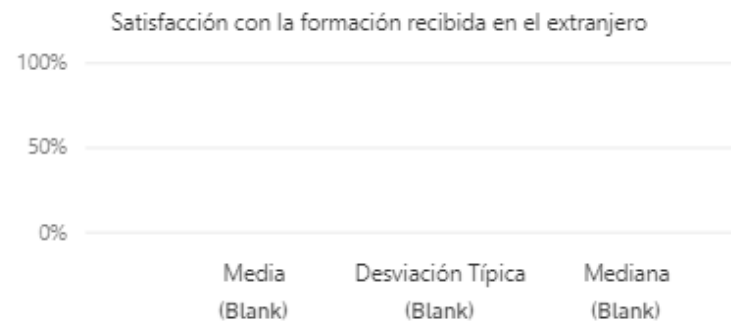 Satisfacción con la formación recibida en el extranjero
100%
50%
0%
Media Desviación Típica Mediana
(Blank) (Blank) (Blank)